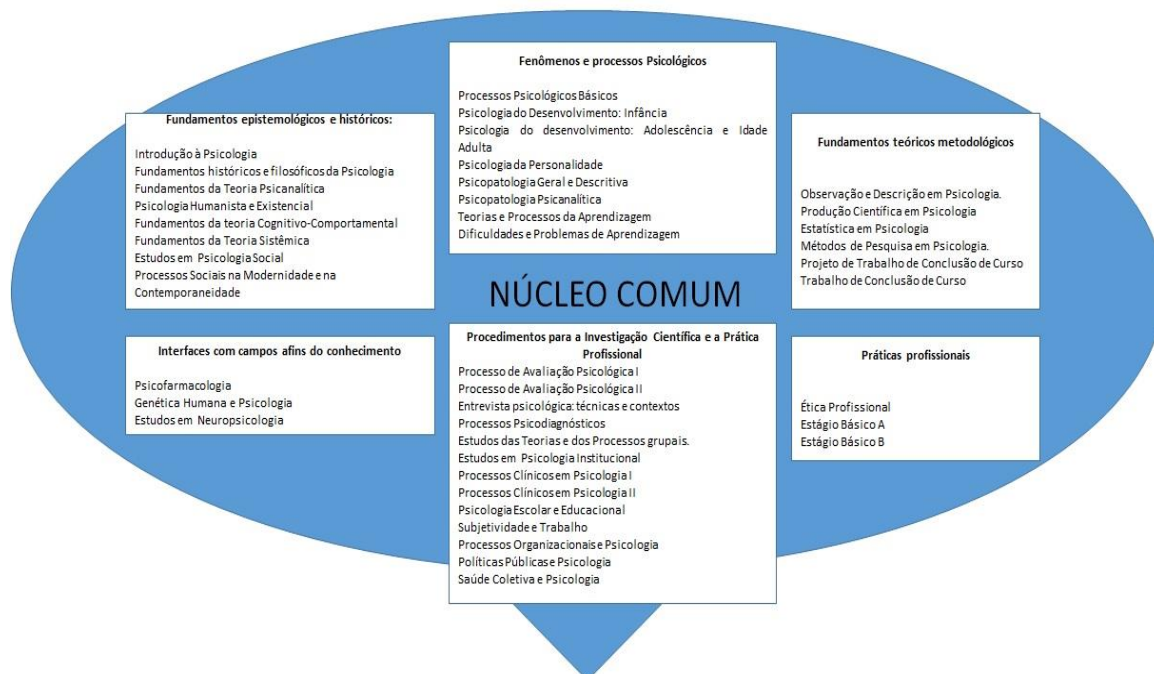 Fundamentos epistemológicos e históricos:
Introdução à Psicologia
Fundamentos históricos e filosóficos da Psicologia
Fundamentos da Teoria Psicanalítica
Psicologia Humanista e Existencial
Fundamentos da teoria Cognitivo-Comportamental
Fundamentos da Teoria Sistêmica
Estudos em Psicologia Social
Processos Sociais na Modernidade e na
Contemporaneidade
Fenômenos e processos Psicológicos
Processos Psicológicos Básicos
Psicologia do Desenvolvimento: Infância
Psicologia do desenvolvimento: Adolescência e Idade
Adulta
Psicologia da Personalidade
Psicopatologia Geral e Descritiva
Psicopatologia Psicanalítica
Teorias e Processos da Aprendizagem
Dificuldades e Problemas de Aprendizagem
Fundamentos teóricos metodológicos
Observação e Descrição em Psicologia.
Produção Científica em Psicologia
Estatística em Psicologia
Métodos de Pesquisa em Psicologia.
Projeto de Trabalho de Conclusão de Curso
Trabalho de Conclusão de Curso
NÚCLEO COMUM
Interfaces com campos afins do conhecimento
Psicofarmacologia
Genética Humana e Psicologia
Estudos em Neuropsicologia
Procedimentos para a Investigação Científica e a Prática
Profissional
Processo de Avaliação Psicológica I
Processo de Avaliação Psicológica II
Entrevista psicológica: técnicas e contextos
Processos Psicodiagnósticos
Estudos das Teorias e dos Processos grupais.
Estudos em Psicologia Institucional
Processos Clínicos em Psicologia I
Processos Clínicos em Psicologia II
Psicologia Escolar e Educacional
Subjetividade e Trabalho
Processos Organizacionais e Psicologia
Políticas Públicas e Psicologia
Saúde Coletiva e Psicologia
Práticas profissionais
Ética Profissional
Estágio Básico A
Estágio Básico B